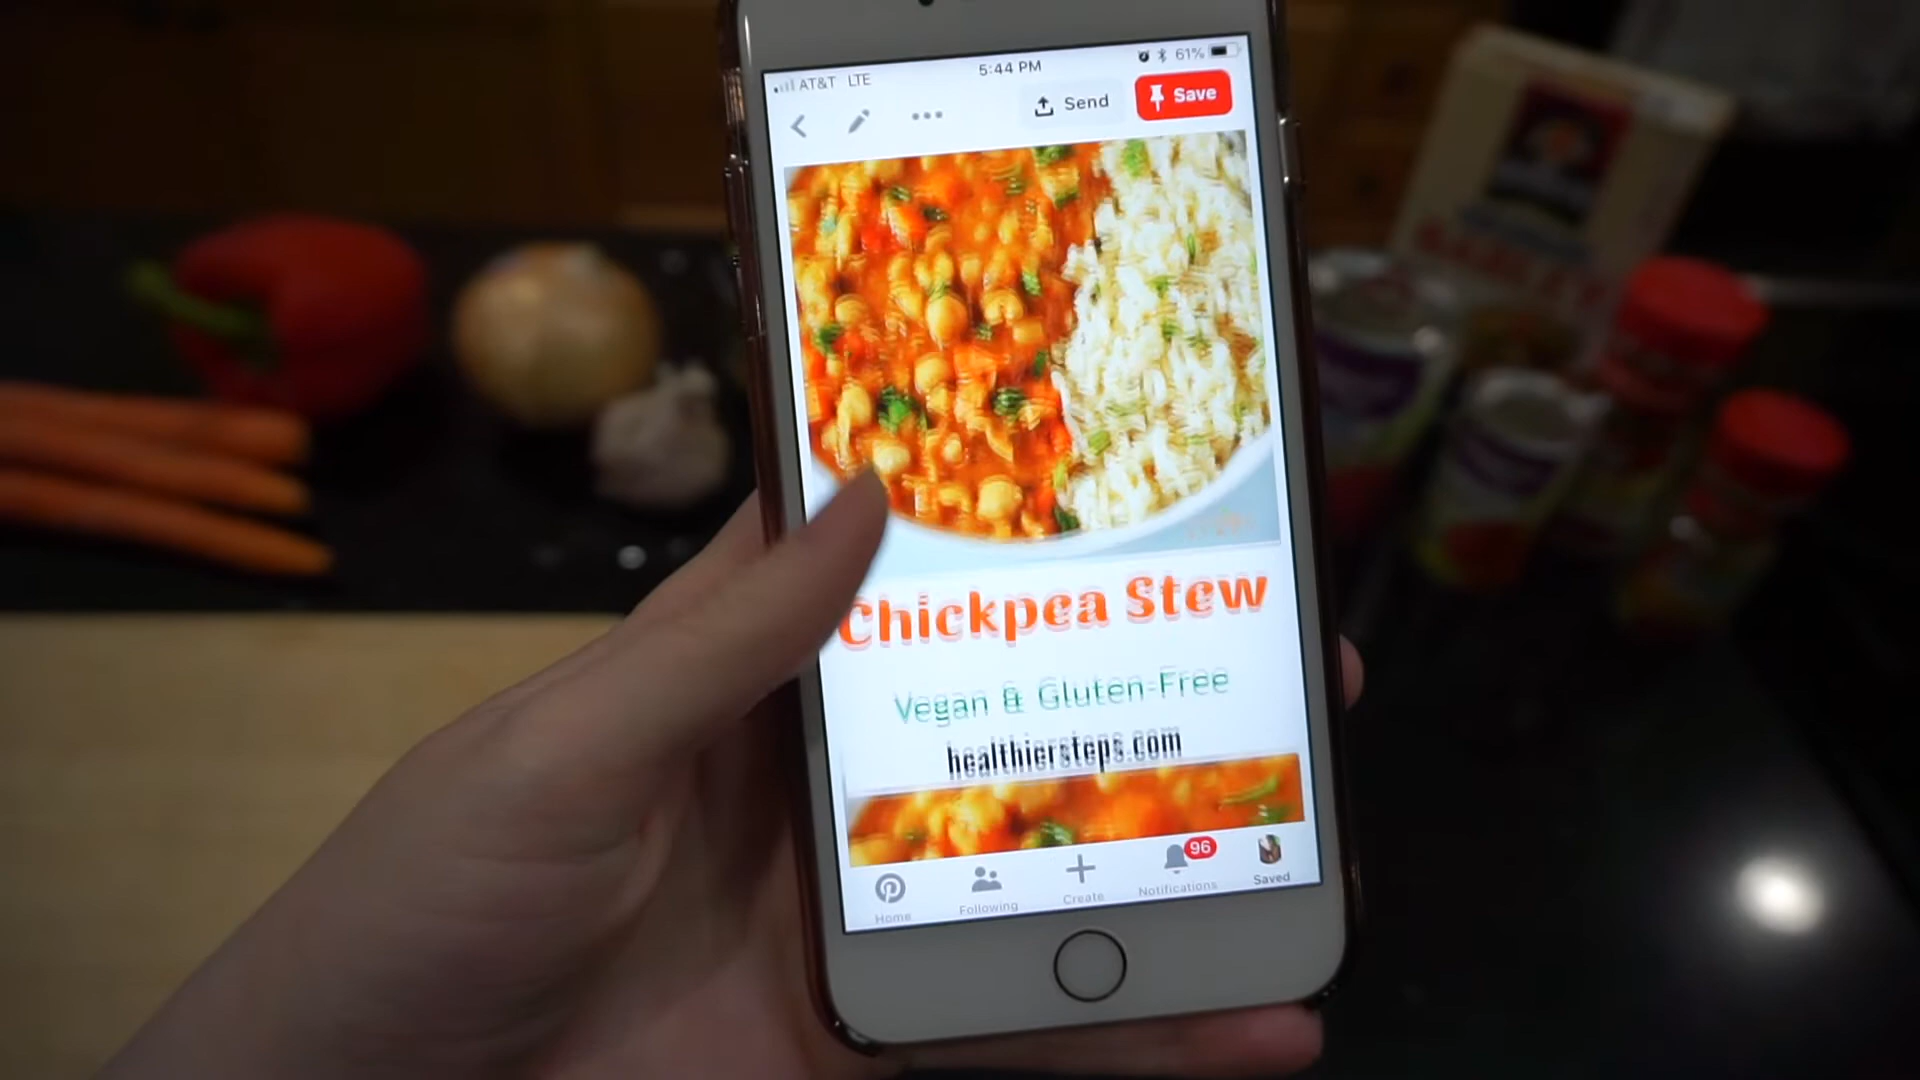 AT&T LTE 5:44 PM 61%
Send Save
Chickpea Stew
Vegan & Gluten-Free
healthiersteps.com
Home Following Create Notifications 96 Saved